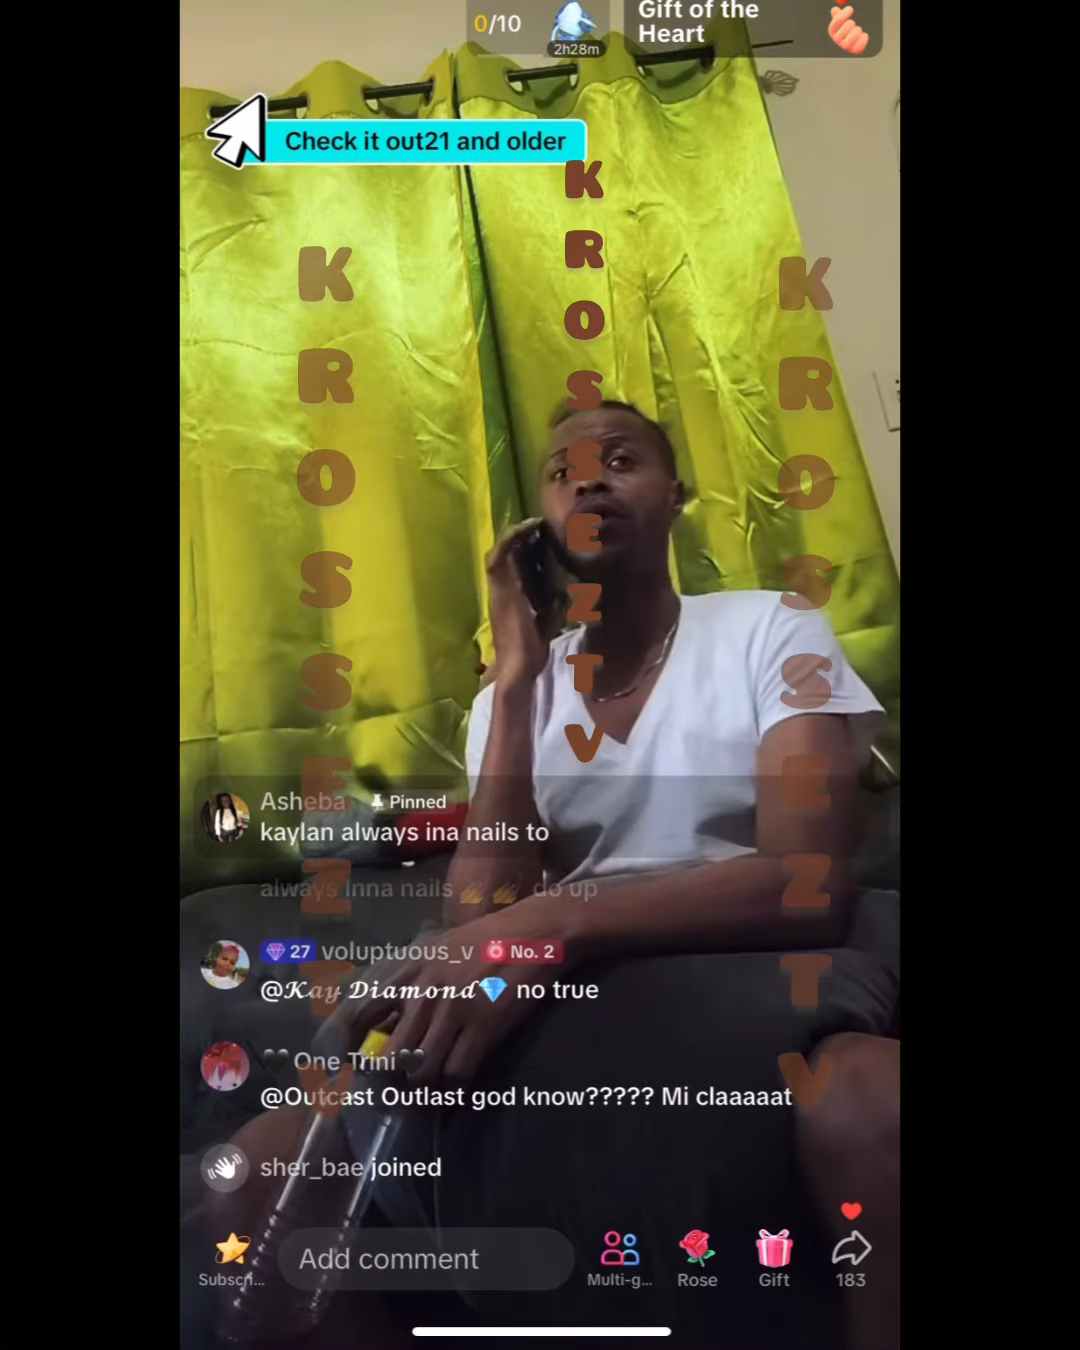 0/10
2h28m
Gift of the
Heart
Check it out21 and older
KROSSEZTV
KROSSEZTV
KROSSEZTV
Asheba Pinned
kaylan always ina nails to
always Inna nails 💅 💅 do up
27 voluptuous_v No. 2
@𝓚𝓪𝔂 𝓓𝓲𝓪𝓶𝓸𝓷𝓭💎 no true
🖤One Trini🖤
@Outcast Outlast god know????? Mi claaaaat
sher_bae joined
Add comment
Subscri...
Multi-g...
Rose
Gift
183